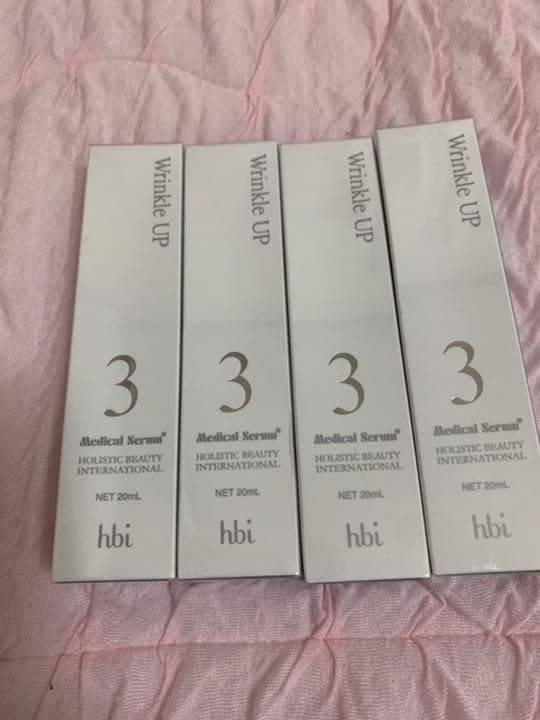 Wrinkle UP
3
Medical Serum®
HOLISTIC BEAUTY
INTERNATIONAL
NET 20mL
hbi
Wrinkle UP
3
Medical Serum®
HOLISTIC BEAUTY
INTERNATIONAL
NET 20mL
hbi
Wrinkle UP
3
Medical Serum®
HOLISTIC BEAUTY
INTERNATIONAL
NET 20mL
hbi
Wrinkle UP
3
Medical Serum®
HOLISTIC BEAUTY
INTERNATIONAL
NET 20mL
hbi